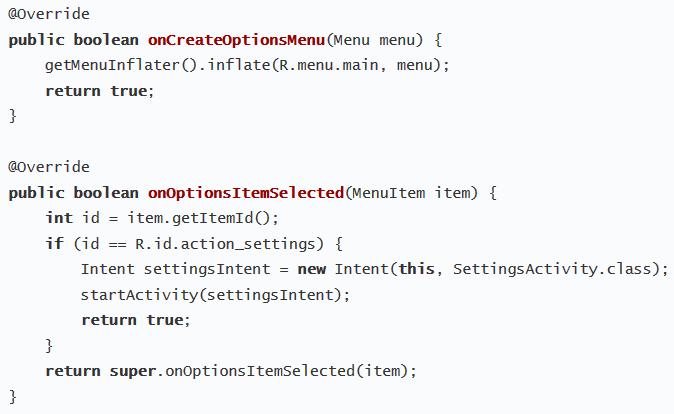 @Override
public boolean onCreateOptionsMenu(Menu menu) {
    getMenuInflater().inflate(R.menu.main, menu);
    return true;
}

@Override
public boolean onOptionsItemSelected(MenuItem item) {
    int id = item.getItemId();
    if (id == R.id.action_settings) {
        Intent settingsIntent = new Intent(this, SettingsActivity.class);
        startActivity(settingsIntent);
        return true;
    }
    return super.onOptionsItemSelected(item);
}